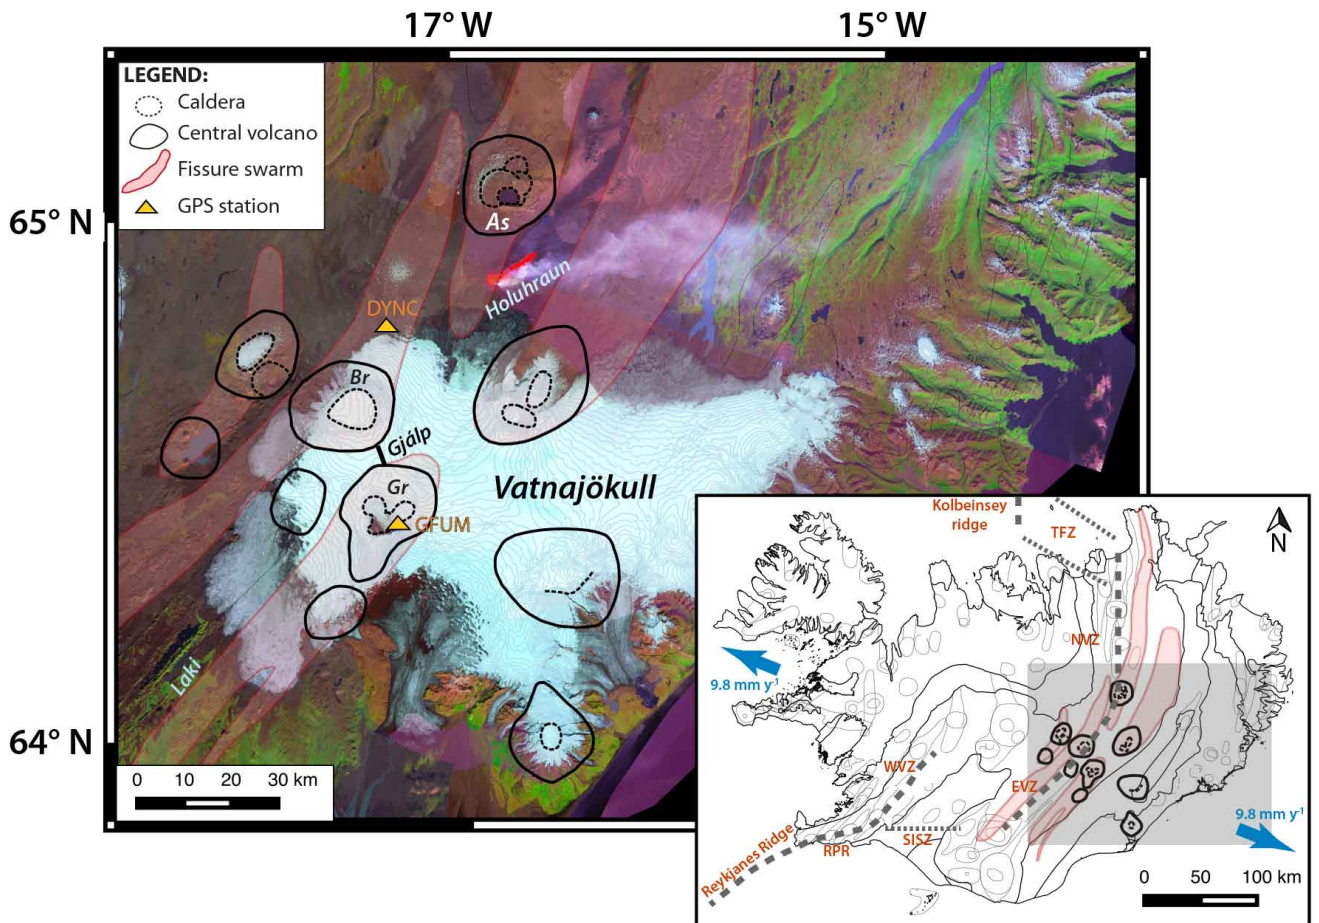 17° W
15° W
LEGEND:
Caldera
Central volcano
Fissure swarm
GPS station
65° N
As
Holuhraun
DYNC
Br
Gjálp
Gr
GFUM
Vatnajökull
Laki
64° N
0 10 20 30 km
Kolbeinsey
ridge
TFZ
N
NVZ
9.8 mm y⁻¹
WVZ
EVZ
9.8 mm y⁻¹
SISZ
RPR
Reykjanes Ridge
0 50 100 km